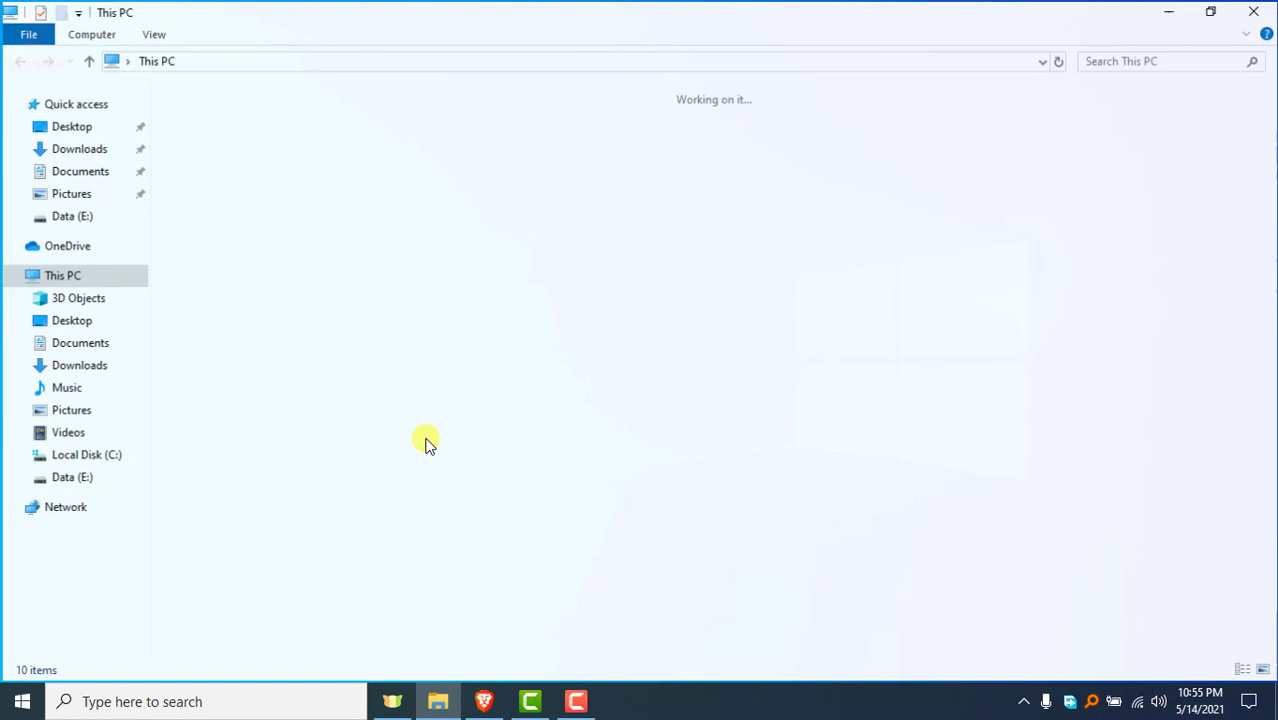 This PC
File Computer View
This PC
Search This PC
Working on it...
Quick access
Desktop
Downloads
Documents
Pictures
Data (E:)
OneDrive
This PC
3D Objects
Desktop
Documents
Downloads
Music
Pictures
Videos
Local Disk (C:)
Data (E:)
Network
10 items
Type here to search
10:55 PM
5/14/2021